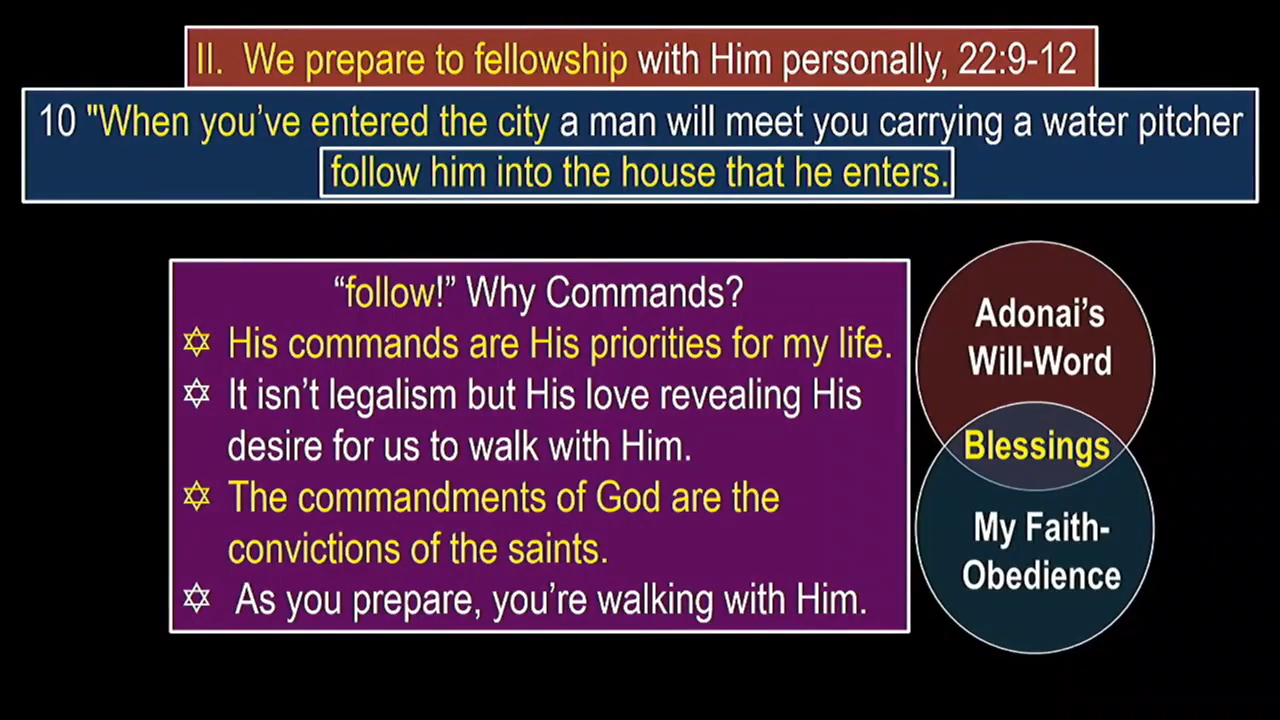 II. We prepare to fellowship with Him personally, 22:9-12
10 "When you've entered the city a man will meet you carrying a water pitcher
follow him into the house that he enters.
“follow!” Why Commands?
✡ His commands are His priorities for my life.
✡ It isn't legalism but His love revealing His
desire for us to walk with Him.
✡ The commandments of God are the
convictions of the saints.
✡ As you prepare, you're walking with Him.
Adonai's
Will-Word
Blessings
My Faith-
Obedience